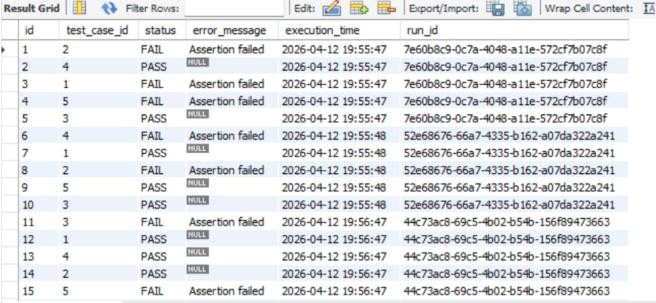 Result Grid Filter Rows: Edit: Export/Import: Wrap Cell Content:
id test_case_id status error_message execution_time run_id
1 2 FAIL Assertion failed 2026-04-12 19:55:47 7e60b8c9-0c7a-4048-a11e-572cf7b07c8f
2 4 PASS NULL 2026-04-12 19:55:47 7e60b8c9-0c7a-4048-a11e-572cf7b07c8f
3 1 FAIL Assertion failed 2026-04-12 19:55:47 7e60b8c9-0c7a-4048-a11e-572cf7b07c8f
4 5 FAIL Assertion failed 2026-04-12 19:55:47 7e60b8c9-0c7a-4048-a11e-572cf7b07c8f
5 3 PASS NULL 2026-04-12 19:55:47 7e60b8c9-0c7a-4048-a11e-572cf7b07c8f
6 4 FAIL Assertion failed 2026-04-12 19:55:48 52e68676-66a7-4335-b162-a07da322a241
7 1 PASS NULL 2026-04-12 19:55:48 52e68676-66a7-4335-b162-a07da322a241
8 2 FAIL Assertion failed 2026-04-12 19:55:48 52e68676-66a7-4335-b162-a07da322a241
9 5 PASS NULL 2026-04-12 19:55:48 52e68676-66a7-4335-b162-a07da322a241
10 3 PASS NULL 2026-04-12 19:55:48 52e68676-66a7-4335-b162-a07da322a241
11 3 FAIL Assertion failed 2026-04-12 19:56:47 44c73ac8-69c5-4b02-b54b-156f89473663
12 1 PASS NULL 2026-04-12 19:56:47 44c73ac8-69c5-4b02-b54b-156f89473663
13 4 PASS NULL 2026-04-12 19:56:47 44c73ac8-69c5-4b02-b54b-156f89473663
14 2 PASS NULL 2026-04-12 19:56:47 44c73ac8-69c5-4b02-b54b-156f89473663
15 5 FAIL Assertion failed 2026-04-12 19:56:47 44c73ac8-69c5-4b02-b54b-156f89473663